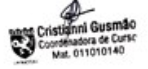 Cristianni Gusmão
Coordenadora de Curso
Mat. 011010140